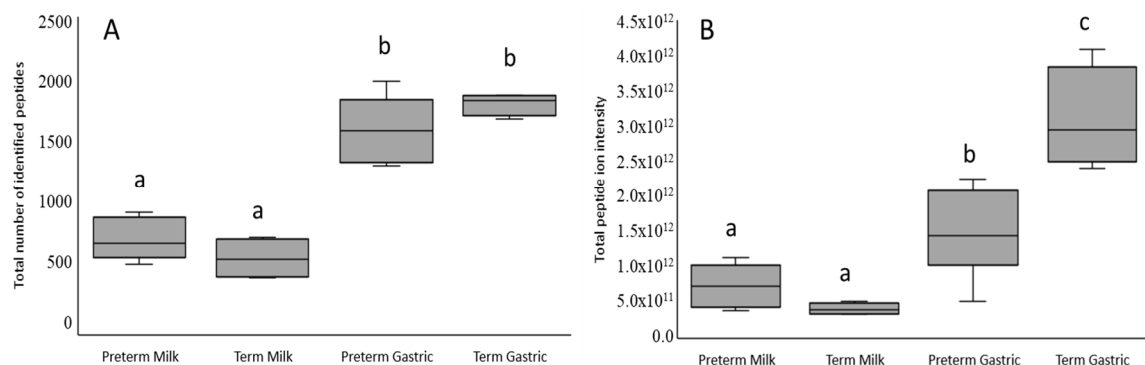 A
Total number of identified peptides
2500
2000
1500
1000
500
0
a
a
b
b
Preterm Milk
Term Milk
Preterm Gastric
Term Gastric
B
Total peptide ion intensity
4.5x10¹²
4.0x10¹²
3.5x10¹²
3.0x10¹²
2.5x10¹²
2.0x10¹²
1.5x10¹²
1.0x10¹²
5.0x10¹¹
0.0
a
a
b
c
Preterm Milk
Term Milk
Preterm Gastric
Term Gastric